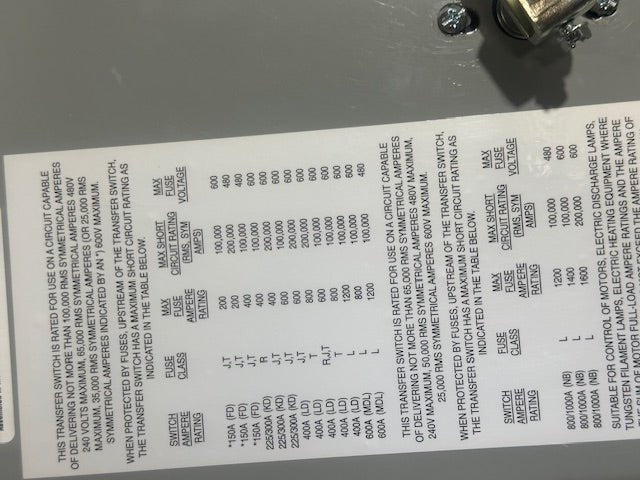 THIS TRANSFER SWITCH IS RATED FOR USE ON A CIRCUIT CAPABLE
OF DELIVERING NOT MORE THAN 100,000 RMS SYMMETRICAL AMPERES
240 VOLTS MAXIMUM, 65,000 RMS SYMMETRICAL AMPERES 480V
MAXIMUM, 35,000 RMS SYMMETRICAL AMPERES (OR 25,000 RMS
SYMMETRICAL AMPERES INDICATED BY AN *) 600V MAXIMUM.
WHEN PROTECTED BY FUSES, UPSTREAM OF THE TRANSFER SWITCH,
THE TRANSFER SWITCH HAS A MAXIMUM SHORT CIRCUIT RATING AS
INDICATED IN THE TABLE BELOW.
SWITCH AMPERE RATING FUSE CLASS MAX FUSE AMPERE RATING MAX SHORT CIRCUIT RATING (RMS, SYM AMPS) MAX FUSE VOLTAGE
*150A (FD) J,T 200 100,000 600
*150A (FD) J,T 200 200,000 480
*150A (FD) J,T 400 100,000 480
225/300A (KD) R 400
225/300A (KD) J,T 400
225/300A (KD) J,T 600
400A (LD) 600
400A (LD) T 800 100,000 600
400A (LD) R,J,T 600 100,000 600
400A (LD) T 800 100,000 600
400A (LD) L 1200 100,000 600
600A (MDL) L 800 100,000 600
600A (MDL) L 1200 100,000 480
THIS TRANSFER SWITCH IS RATED FOR USE ON A CIRCUIT CAPABLE
OF DELIVERING NOT MORE THAN 65,000 RMS SYMMETRICAL AMPERES
240V MAXIMUM, 50,000 RMS SYMMETRICAL AMPERES 480V MAXIMUM,
25,000 RMS SYMMETRICAL AMPERES 600V MAXIMUM.
WHEN PROTECTED BY FUSES, UPSTREAM OF THE TRANSFER SWITCH,
THE TRANSFER SWITCH HAS A MAXIMUM SHORT CIRCUIT RATING AS
INDICATED IN THE TABLE BELOW.
SWITCH AMPERE RATING FUSE CLASS MAX FUSE AMPERE RATING MAX SHORT CIRCUIT RATING (RMS, SYM AMPS) MAX FUSE VOLTAGE
800/1000A (NB) L 1200 100,000 480
800/1000A (NB) L 1400 100,000 600
800/1000A (NB) L 1600 200,000 600
SUITABLE FOR CONTROL OF MOTORS, ELECTRIC DISCHARGE LAMPS,
TUNGSTEN FILAMENT LAMPS, ELECTRIC HEATING EQUIPMENT WHERE
THE SUM OF MOTOR FULL-LOAD AMPERE RATINGS AND THE AMPERE